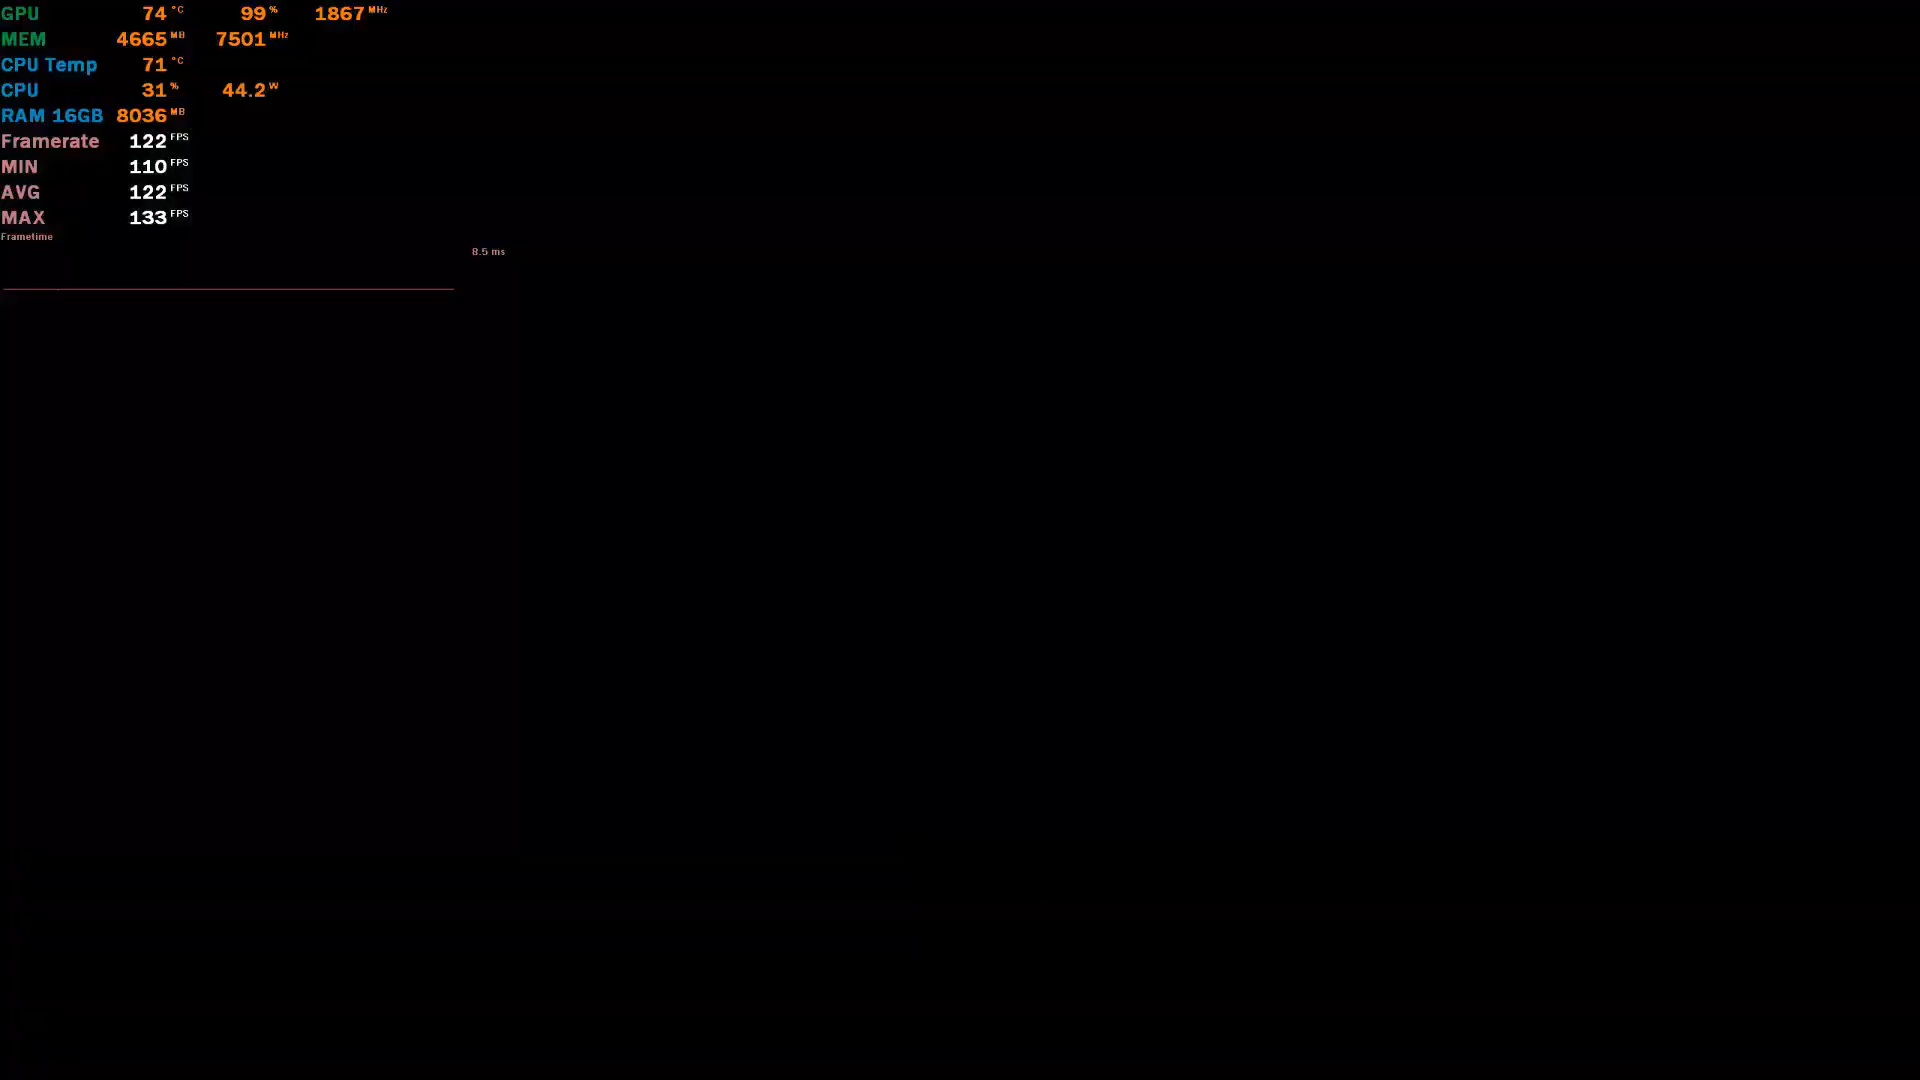 GPU 74 °C 99 % 1867 MHz
MEM 4665 MB 7501 MHz
CPU Temp 71 °C
CPU 31 % 44.2 W
RAM 16GB 8036 MB
Framerate 122 FPS
MIN 110 FPS
AVG 122 FPS
MAX 133 FPS
Frametime
8.5 ms